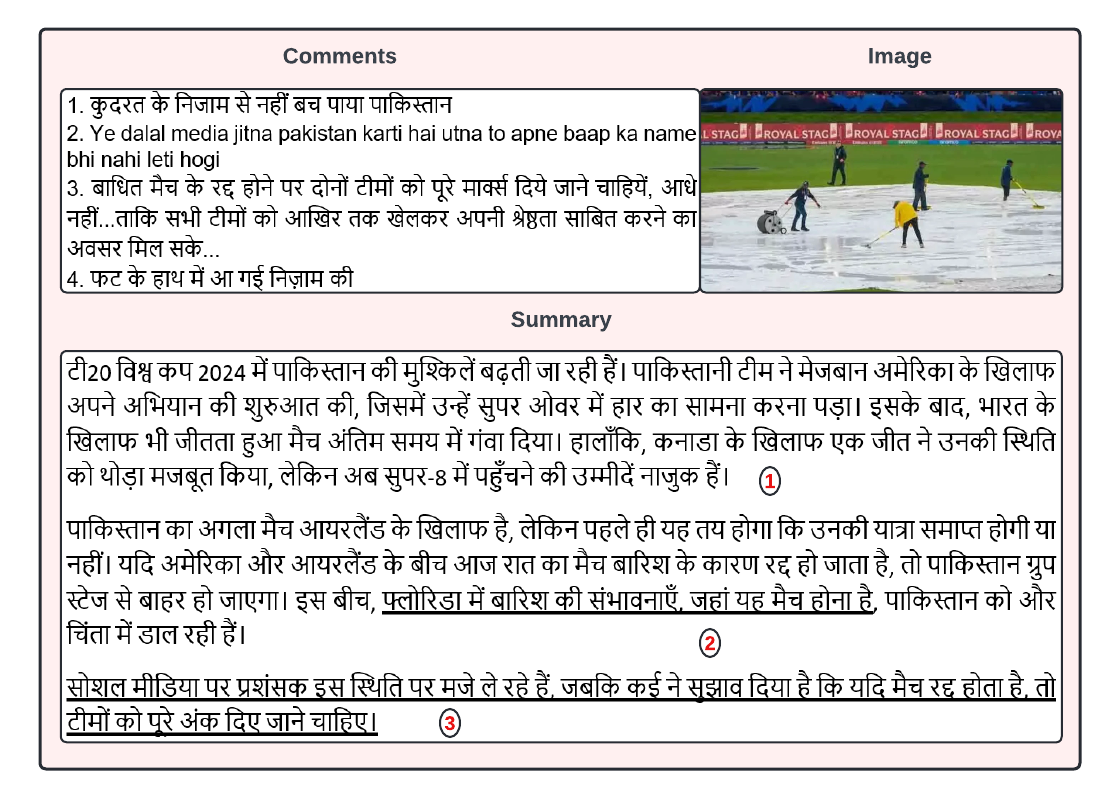 Comments
Image
1. कुदरत के निजाम से नहीं बच पाया पाकिस्तान
2. Ye dalal media jitna pakistan karti hai utna to apne baap ka name
bhi nahi leti hogi
3. बाधित मैच के रद्द होने पर दोनों टीमों को पूरे मार्क्स दिये जाने चाहियें, आधे
नहीं...ताकि सभी टीमों को आखिर तक खेलकर अपनी श्रेष्ठता साबित करने का
अवसर मिल सके...
4. फट के हाथ में आ गई निज़ाम की
L STAG ROYAL STAG ROYAL STAG ROYAL STAG ROYA
Summary
टी20 विश्व कप 2024 में पाकिस्तान की मुश्किलें बढ़ती जा रही हैं। पाकिस्तानी टीम ने मेजबान अमेरिका के खिलाफ
अपने अभियान की शुरुआत की, जिसमें उन्हें सुपर ओवर में हार का सामना करना पड़ा। इसके बाद, भारत के
खिलाफ भी जीतता हुआ मैच अंतिम समय में गंवा दिया। हालाँकि, कनाडा के खिलाफ एक जीत ने उनकी स्थिति
को थोड़ा मजबूत किया, लेकिन अब सुपर-8 में पहुँचने की उम्मीदें नाजुक हैं।
1
पाकिस्तान का अगला मैच आयरलैंड के खिलाफ है, लेकिन पहले ही यह तय होगा कि उनकी यात्रा समाप्त होगी या
नहीं। यदि अमेरिका और आयरलैंड के बीच आज रात का मैच बारिश के कारण रद्द हो जाता है, तो पाकिस्तान ग्रुप
स्टेज से बाहर हो जाएगा। इस बीच, फ्लोरिडा में बारिश की संभावनाएँ, जहां यह मैच होना है, पाकिस्तान को और
चिंता में डाल रही हैं।
2
सोशल मीडिया पर प्रशंसक इस स्थिति पर मजे ले रहे हैं, जबकि कई ने सुझाव दिया है कि यदि मैच रद्द होता है, तो
टीमों को पूरे अंक दिए जाने चाहिए।
3